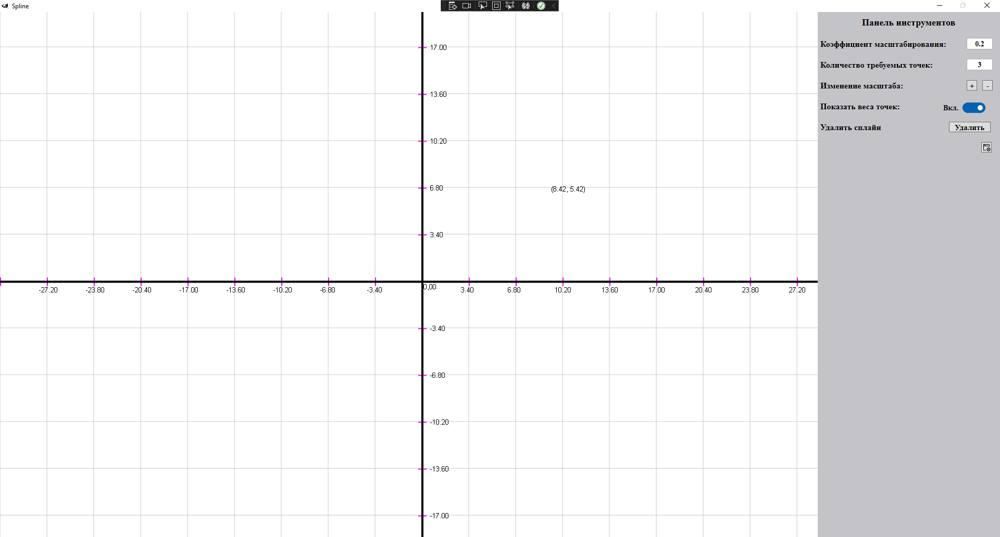 Spline
Панель инструментов
Коэффициент масштабирования: 0.2
Количество требуемых точек: 3
Изменение масштаба: + -
Показать веса точек: Вкл.
Удалить сплайн Удалить
17.00
13.60
10.20
6.80
(8.42, 5.42)
3.40
0,00
-27.20 -23.80 -20.40 -17.00 -13.60 -10.20 -6.80 -3.40 3.40 6.80 10.20 13.60 17.00 20.40 23.80 27.20
-3.40
-6.80
-10.20
-13.60
-17.00